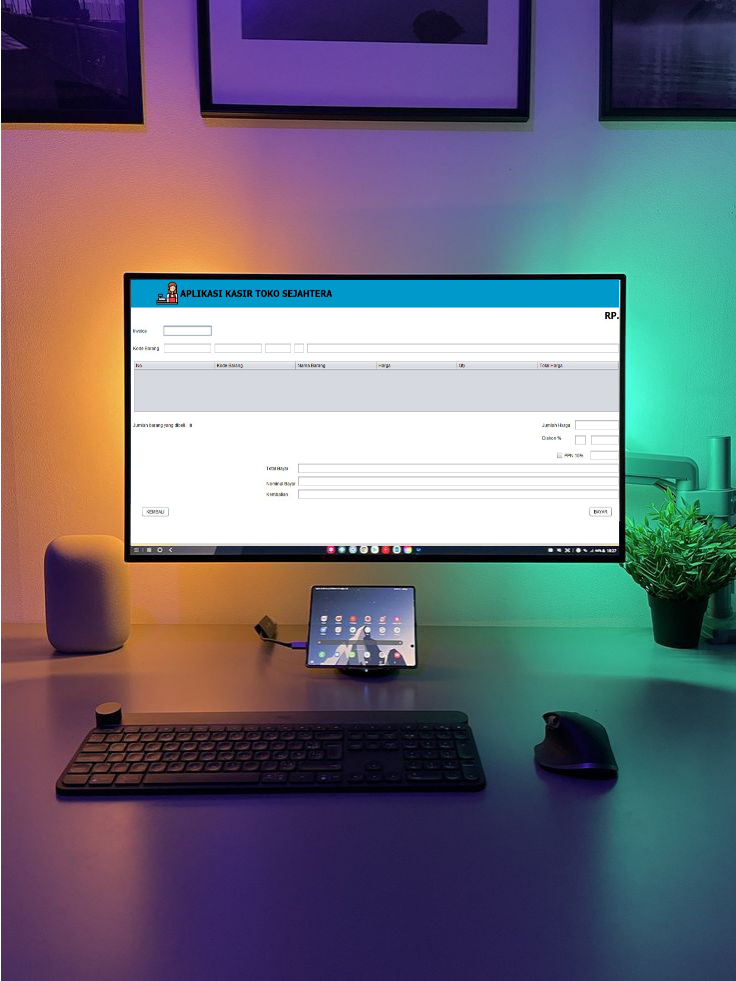 APLIKASI KASIR TOKO SEJAHTERA
RP.
Invoice
Kode Barang
No Kode Barang Nama Barang Harga Qty Total Harga
Jumlah barang yang dibeli
Jumlah Harga
Diskon %
PPN 10%
Total Bayar
Nominal Bayar
Kembalian
KEMBALI BAYAR